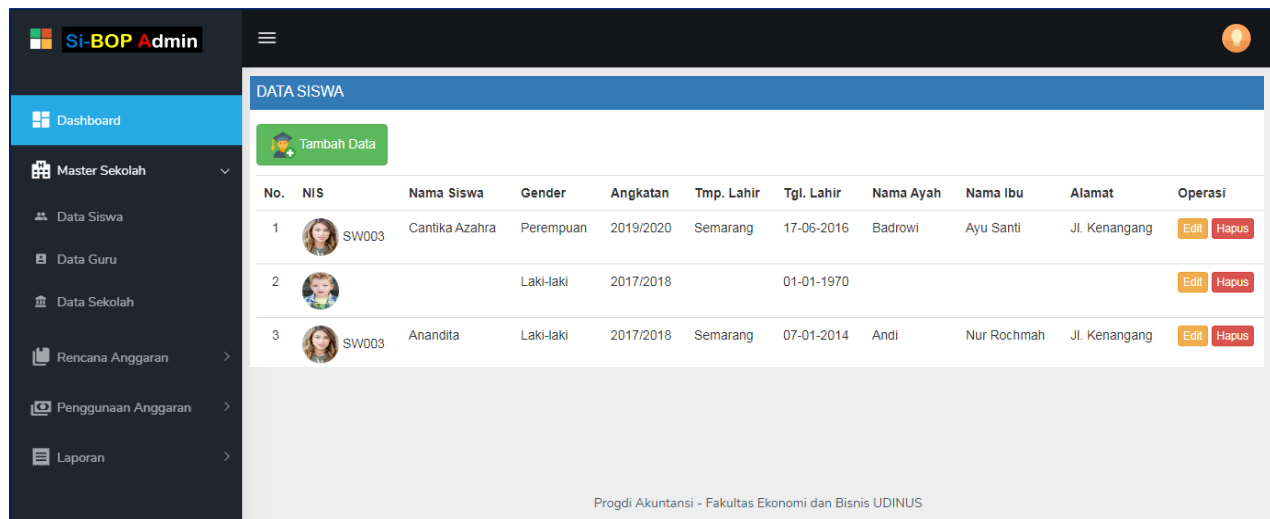 Si-BOP Admin
Dashboard
Master Sekolah
Data Siswa
Data Guru
Data Sekolah
Rencana Anggaran
Penggunaan Anggaran
Laporan
DATA SISWA
Tambah Data
No. NIS Nama Siswa Gender Angkatan Tmp. Lahir Tgl. Lahir Nama Ayah Nama Ibu Alamat Operasi
1 SW003 Cantika Azahra Perempuan 2019/2020 Semarang 17-06-2016 Badrowi Ayu Santi Jl. Kenangang Edit Hapus
2 Laki-laki 2017/2018 01-01-1970 Edit Hapus
3 SW003 Anandita Laki-laki 2017/2018 Semarang 07-01-2014 Andi Nur Rochmah Jl. Kenangang Edit Hapus
Progdi Akuntansi - Fakultas Ekonomi dan Bisnis UDINUS